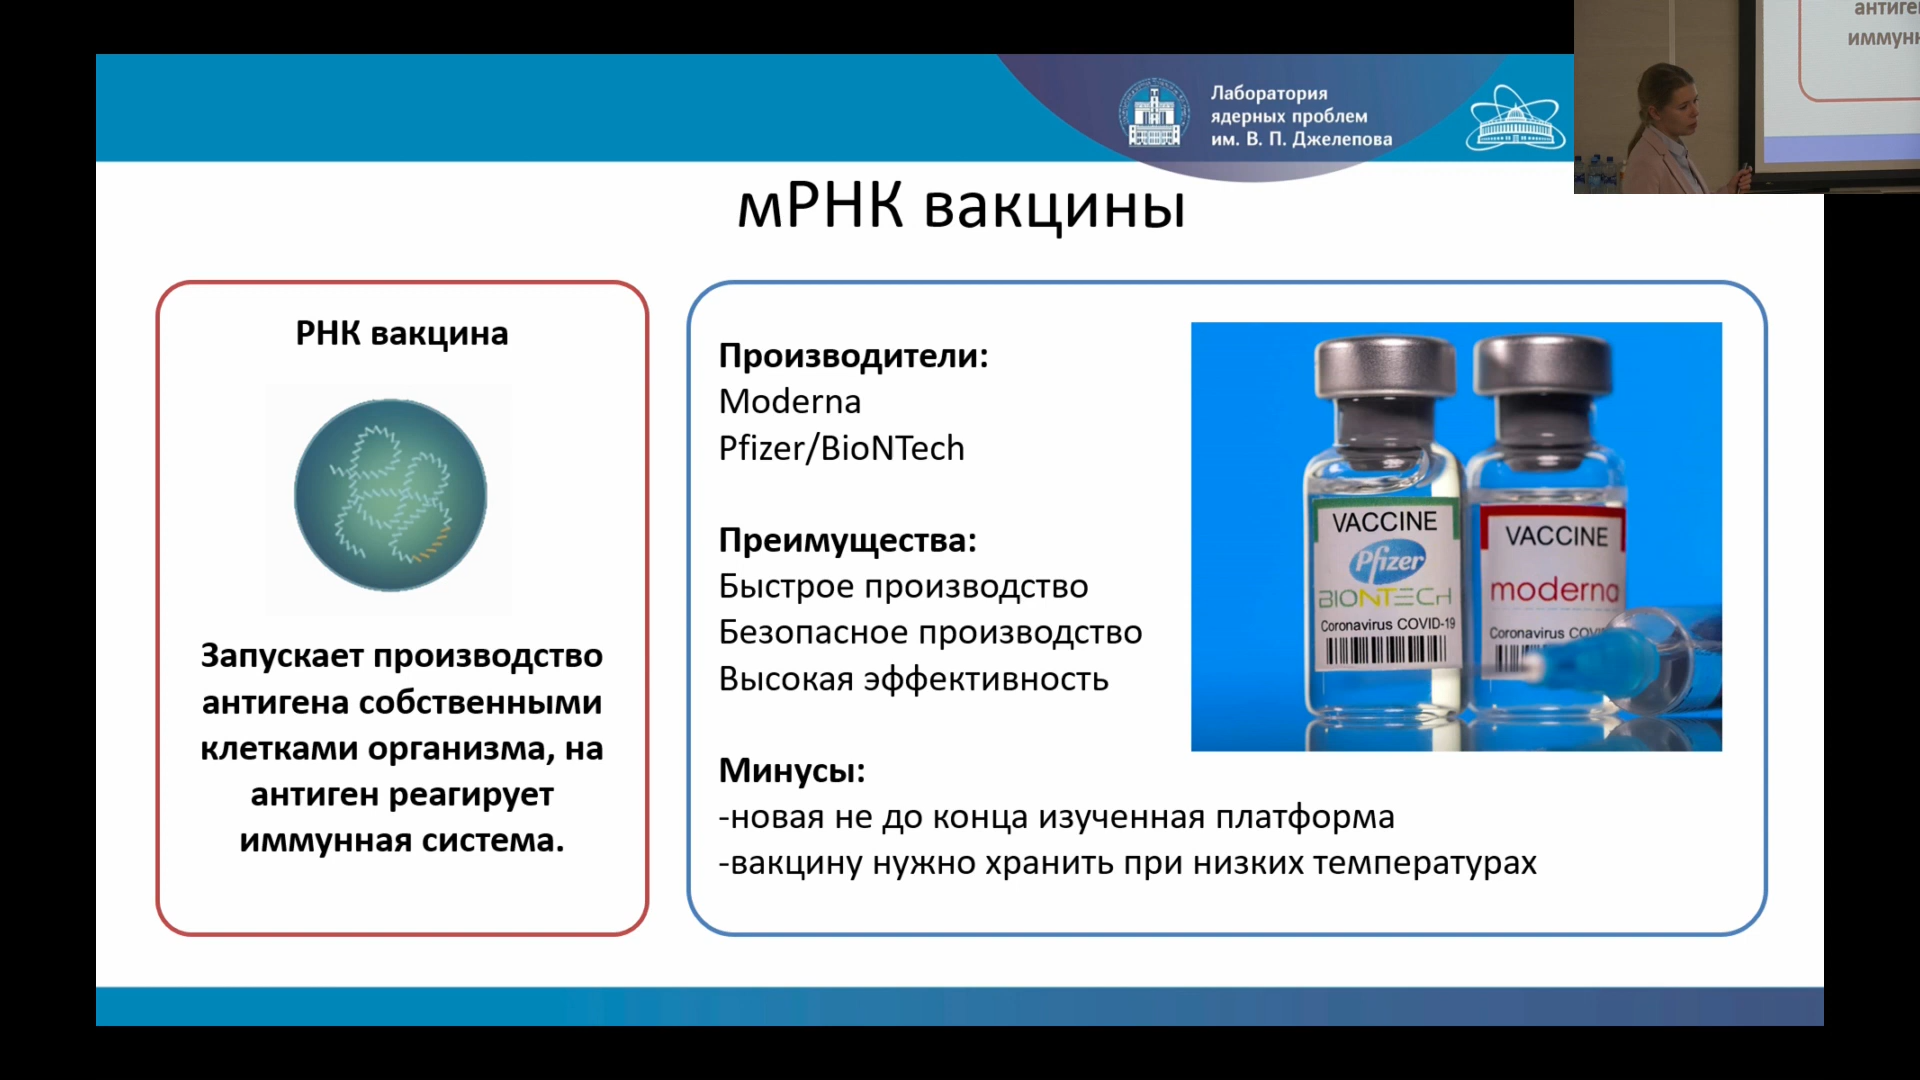 Лаборатория
ядерных проблем
им. В. П. Джелепова
мРНК вакцины
РНК вакцина
Запускает производство
антигена собственными
клетками организма, на
антиген реагирует
иммунная система.
Производители:
Moderna
Pfizer/BioNTech
Преимущества:
Быстрое производство
Безопасное производство
Высокая эффективность
Минусы:
-новая не до конца изученная платформа
-вакцину нужно хранить при низких температурах
VACCINE
Pfizer
BIONTECH
Coronavirus COVID-19
VACCINE
moderna
Coronavirus